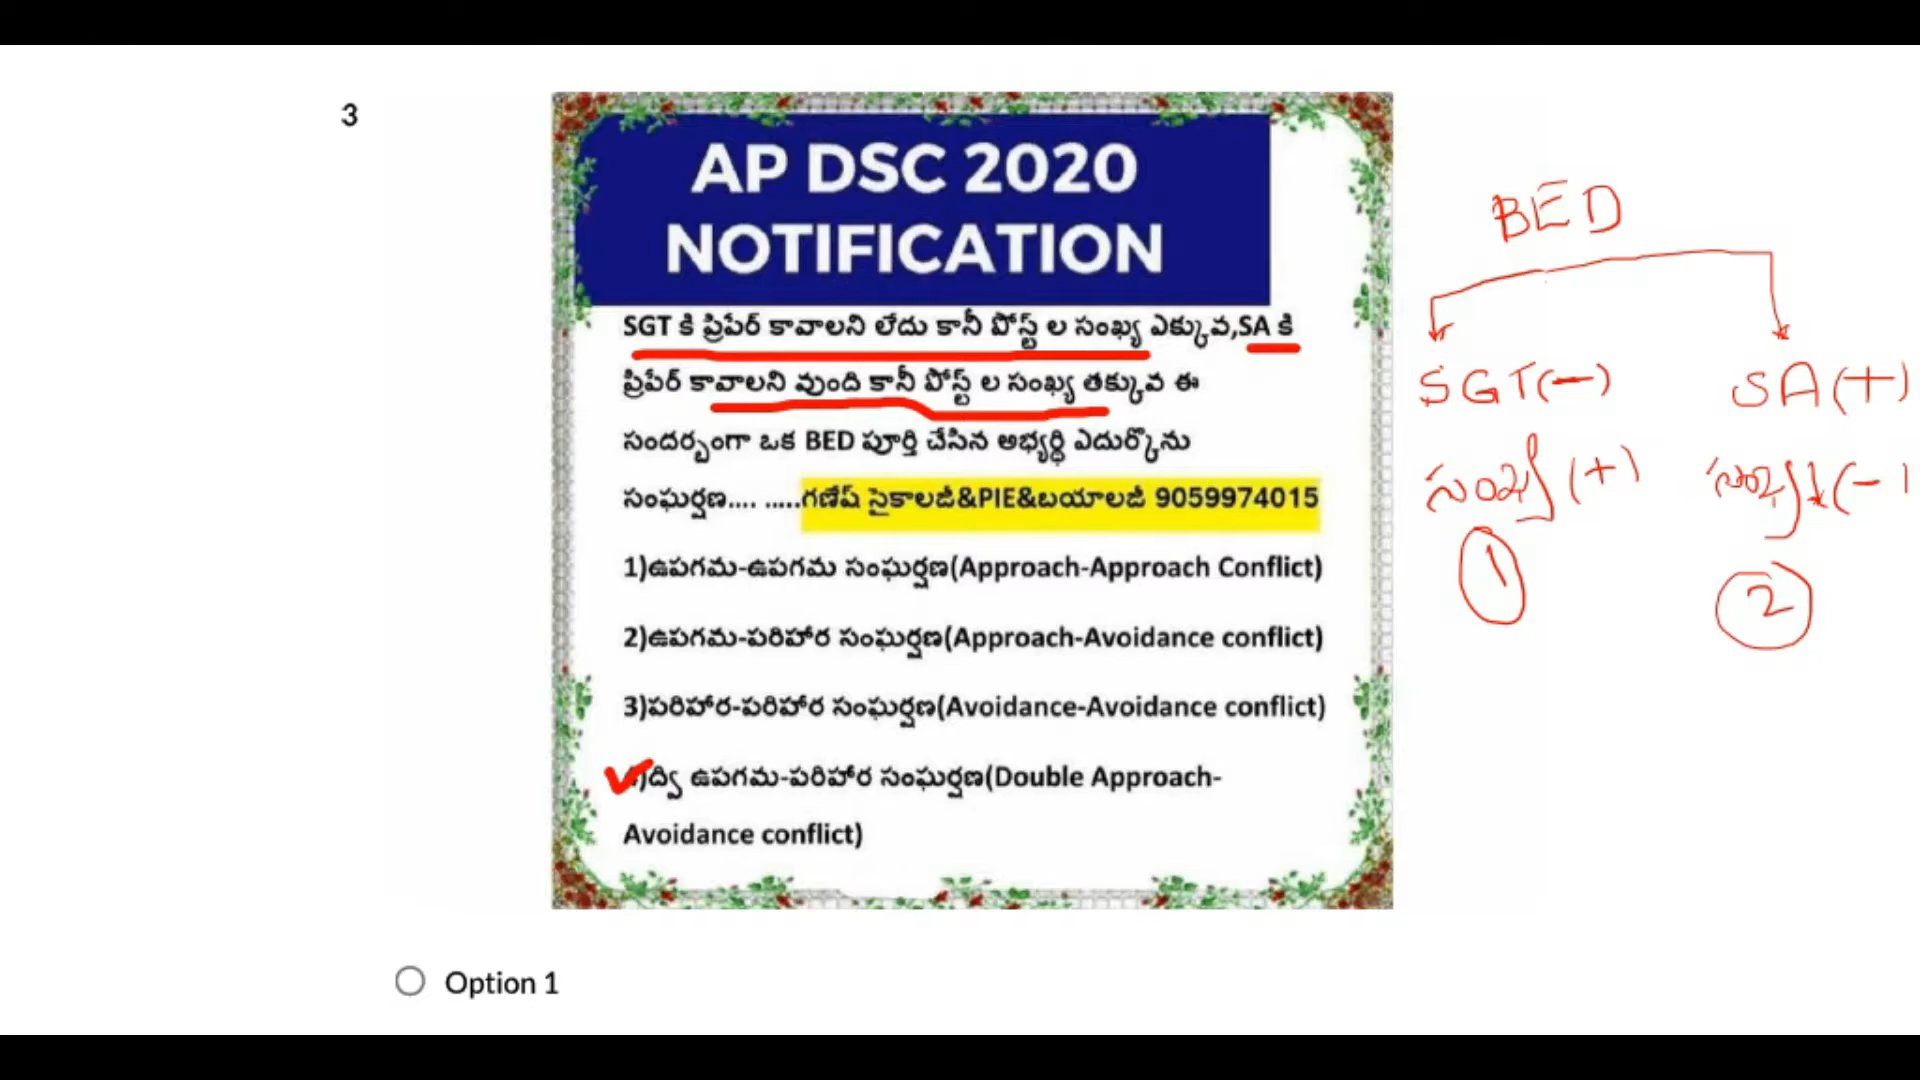 3
AP DSC 2020
NOTIFICATION
SGT కి ప్రిపేర్ కావాలని లేదు కానీ పోస్ట్ ల సంఖ్య ఎక్కువ,SA కి
ప్రిపేర్ కావాలని వుంది కానీ పోస్ట్ ల సంఖ్య తక్కువ ఈ
సందర్భంగా ఒక BED పూర్తి చేసిన అభ్యర్థి ఎదుర్కొను
సంఘర్షణ.... .....గణేష్ సైకాలజీ&PIE&బయాలజీ 9059974015
1)ఉపగమ-ఉపగమ సంఘర్షణ(Approach-Approach Conflict)
2)ఉపగమ-పరిహార సంఘర్షణ(Approach-Avoidance conflict)
3)పరిహార-పరిహార సంఘర్షణ(Avoidance-Avoidance conflict)
)ద్వి ఉపగమ-పరిహార సంఘర్షణ(Double Approach-
Avoidance conflict)
Option 1
BED
SGT(-) SA(+)
సంఖ్య (+) సంఖ్య (-)
1 2